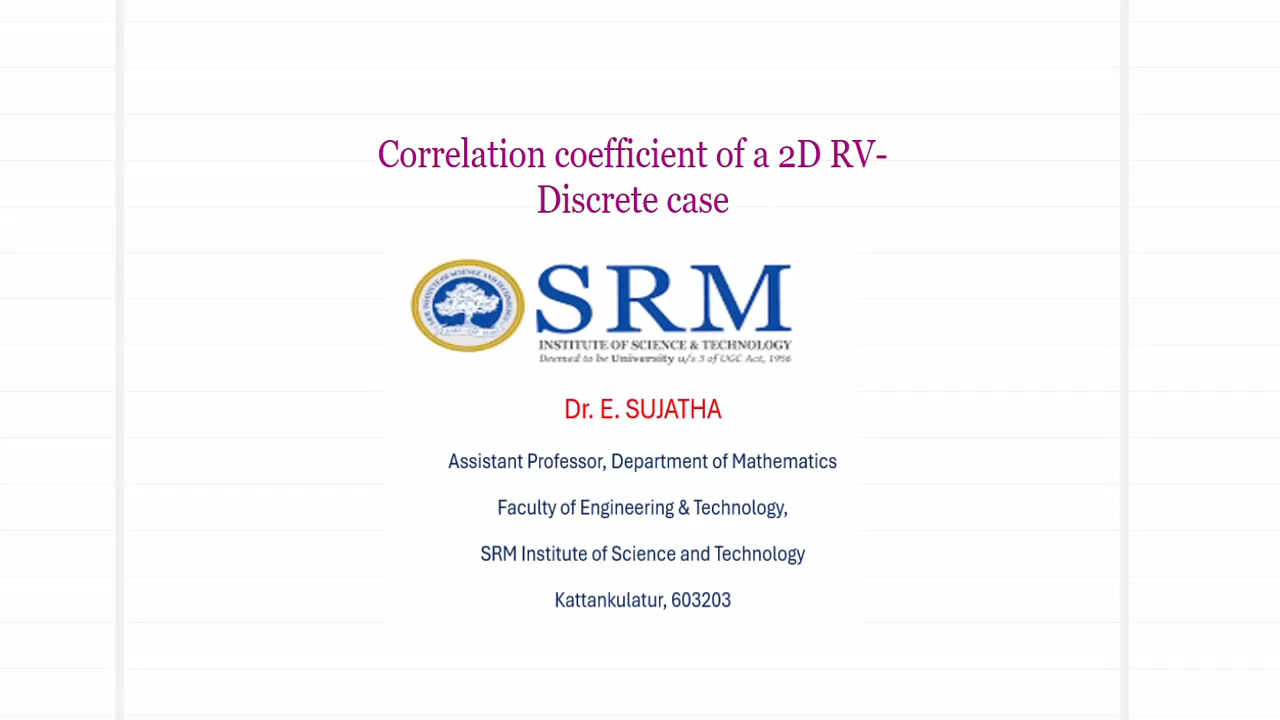 Correlation coefficient of a 2D RV-
Discrete case
SRM
INSTITUTE OF SCIENCE & TECHNOLOGY
Deemed to be University u/s 3 of UGC Act, 1956
Dr. E. SUJATHA
Assistant Professor, Department of Mathematics
Faculty of Engineering & Technology,
SRM Institute of Science and Technology
Kattankulatur, 603203